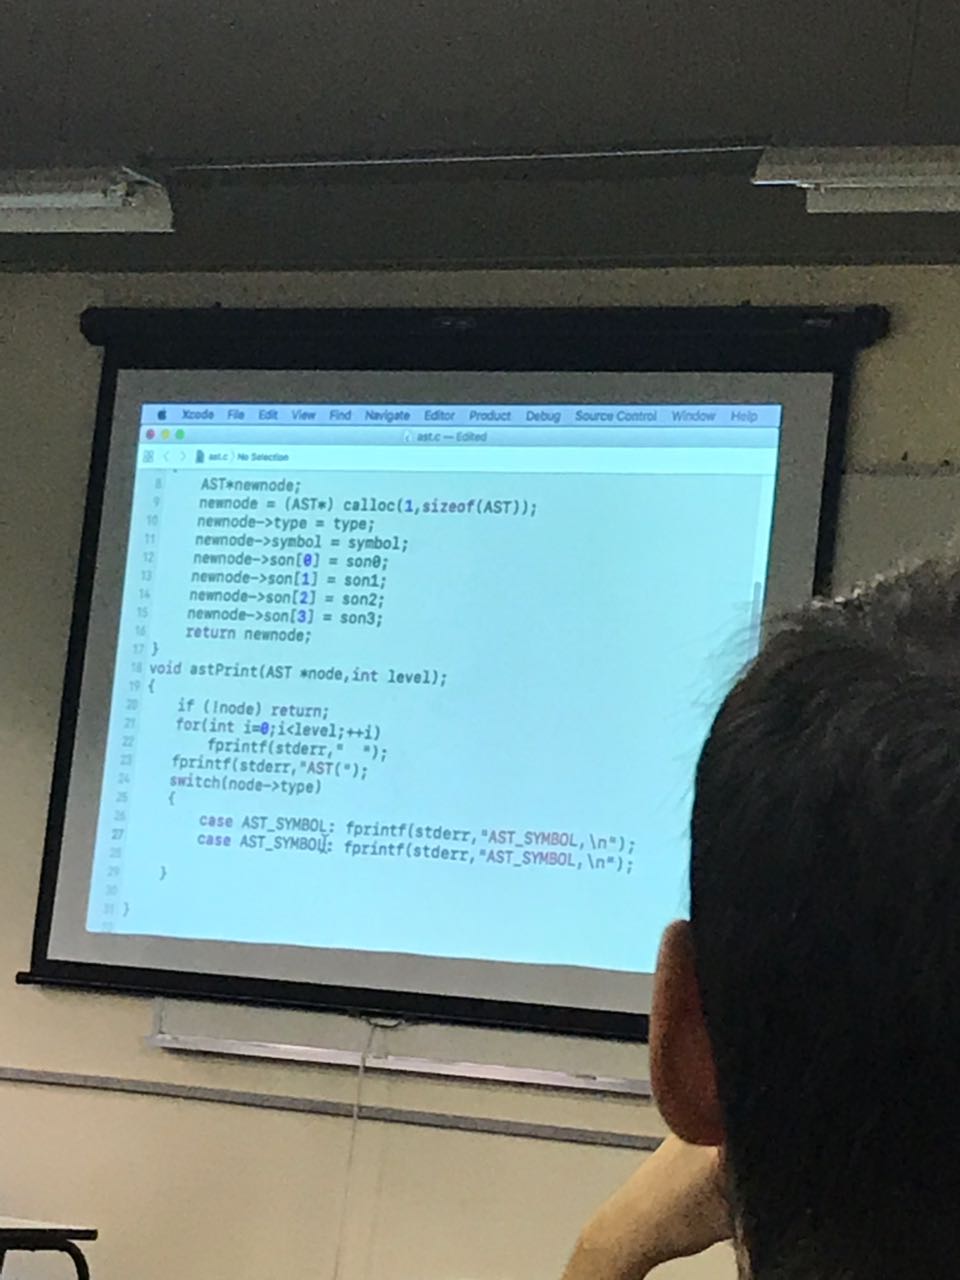 Xcode File Edit View Find Navigate Editor Product Debug Source Control Window Help
ast.c — Edited
ast.c No Selection
8 AST*newnode;
9 newnode = (AST*) calloc(1,sizeof(AST));
10 newnode->type = type;
11 newnode->symbol = symbol;
12 newnode->son[0] = son0;
13 newnode->son[1] = son1;
14 newnode->son[2] = son2;
15 newnode->son[3] = son3;
16 return newnode;
17 }
18 void astPrint(AST *node,int level);
19 {
20 if (!node) return;
21 for(int i=0;i<level;++i)
22 fprintf(stderr,"  ");
23 fprintf(stderr,"AST(");
24 switch(node->type)
25 {
26 case AST_SYMBOL: fprintf(stderr,"AST_SYMBOL,\n");
27 case AST_SYMBOL: fprintf(stderr,"AST_SYMBOL,\n");
28
29 }
30
31 }